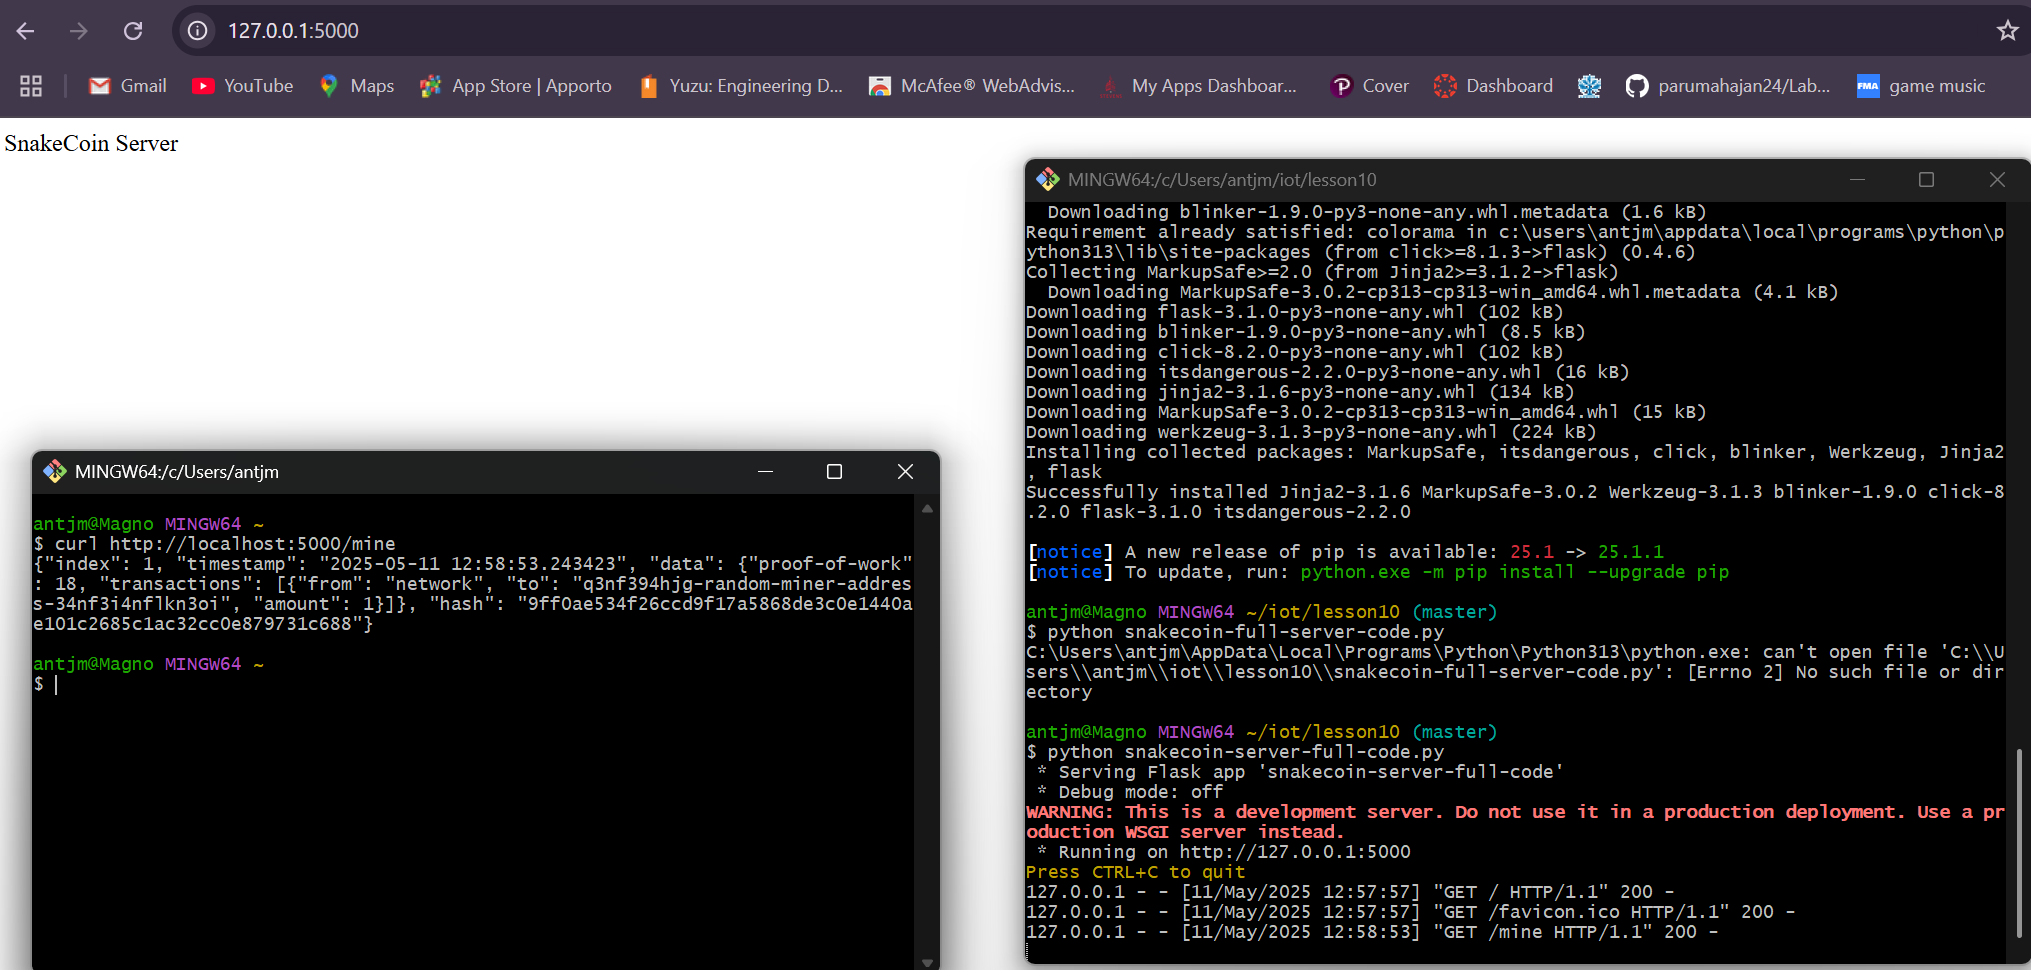 127.0.0.1:5000
Gmail
YouTube
Maps
App Store | Apporto
Yuzu: Engineering D...
McAfee® WebAdvis...
My Apps Dashboar...
Cover
Dashboard
parumahajan24/Lab...
FMA
game music
SnakeCoin Server
MINGW64:/c/Users/antjm
antjm@Magno MINGW64 ~
$ curl http://localhost:5000/mine
{"index": 1, "timestamp": "2025-05-11 12:58:53.243423", "data": {"proof-of-work"
: 18, "transactions": [{"from": "network", "to": "q3nf394hjg-random-miner-addres
s-34nf3i4nflkn3oi", "amount": 1}]}, "hash": "9ff0ae534f26ccd9f17a5868de3c0e1440a
e101c2685c1ac32cc0e879731c688"}
antjm@Magno MINGW64 ~
$
MINGW64:/c/Users/antjm/iot/lesson10
Downloading blinker-1.9.0-py3-none-any.whl.metadata (1.6 kB)
Requirement already satisfied: colorama in c:\users\antjm\appdata\local\programs\python\p
ython313\lib\site-packages (from click>=8.1.3->flask) (0.4.6)
Collecting MarkupSafe>=2.0 (from Jinja2>=3.1.2->flask)
Downloading MarkupSafe-3.0.2-cp313-cp313-win_amd64.whl.metadata (4.1 kB)
Downloading flask-3.1.0-py3-none-any.whl (102 kB)
Downloading blinker-1.9.0-py3-none-any.whl (8.5 kB)
Downloading click-8.2.0-py3-none-any.whl (102 kB)
Downloading itsdangerous-2.2.0-py3-none-any.whl (16 kB)
Downloading jinja2-3.1.6-py3-none-any.whl (134 kB)
Downloading MarkupSafe-3.0.2-cp313-cp313-win_amd64.whl (15 kB)
Downloading werkzeug-3.1.3-py3-none-any.whl (224 kB)
Installing collected packages: MarkupSafe, itsdangerous, click, blinker, Werkzeug, Jinja2
, flask
Successfully installed Jinja2-3.1.6 MarkupSafe-3.0.2 Werkzeug-3.1.3 blinker-1.9.0 click-8
.2.0 flask-3.1.0 itsdangerous-2.2.0
[notice] A new release of pip is available: 25.1 -> 25.1.1
[notice] To update, run: python.exe -m pip install --upgrade pip
antjm@Magno MINGW64 ~/iot/lesson10 (master)
$ python snakecoin-full-server-code.py
C:\Users\antjm\AppData\Local\Programs\Python\Python313\python.exe: can't open file 'C:\\U
sers\\antjm\\iot\\lesson10\\snakecoin-full-server-code.py': [Errno 2] No such file or dir
ectory
antjm@Magno MINGW64 ~/iot/lesson10 (master)
$ python snakecoin-server-full-code.py
* Serving Flask app 'snakecoin-server-full-code'
* Debug mode: off
WARNING: This is a development server. Do not use it in a production deployment. Use a pr
oduction WSGI server instead.
* Running on http://127.0.0.1:5000
Press CTRL+C to quit
127.0.0.1 - - [11/May/2025 12:57:57] "GET / HTTP/1.1" 200 -
127.0.0.1 - - [11/May/2025 12:57:57] "GET /favicon.ico HTTP/1.1" 200 -
127.0.0.1 - - [11/May/2025 12:58:53] "GET /mine HTTP/1.1" 200 -